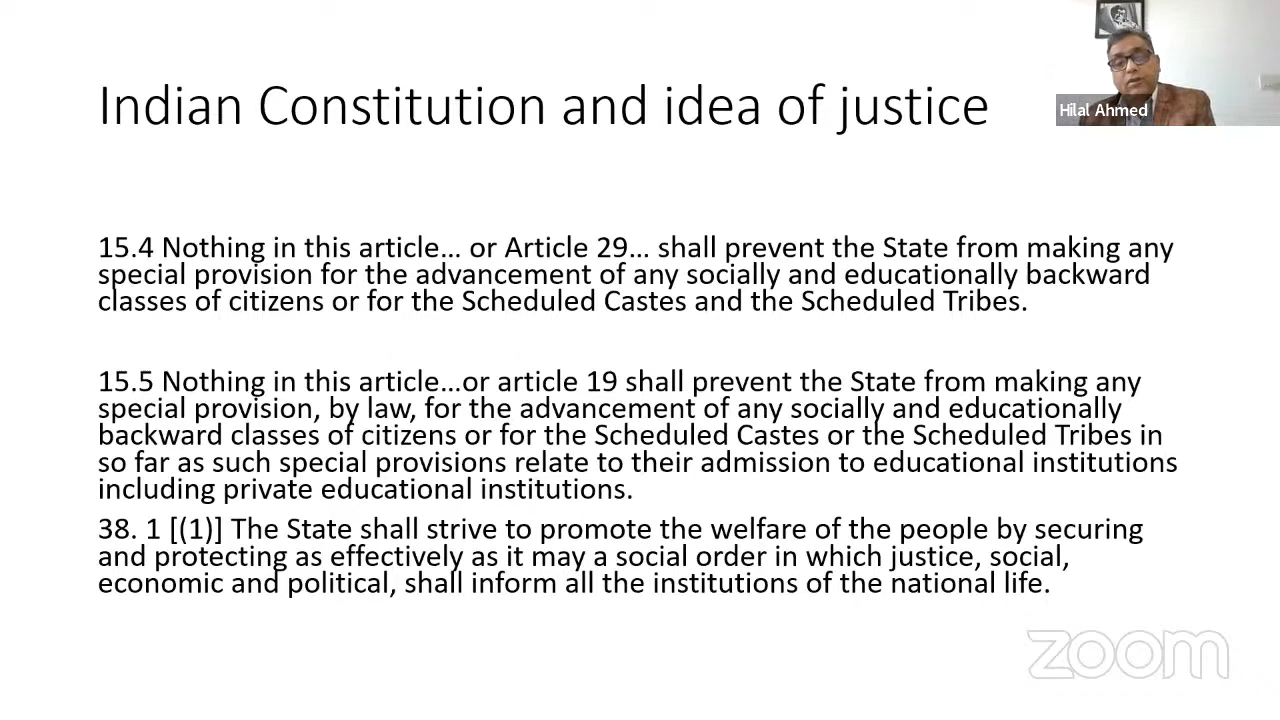 Indian Constitution and idea of justice
Hilal Ahmed
15.4 Nothing in this article... or Article 29... shall prevent the State from making any
special provision for the advancement of any socially and educationally backward
classes of citizens or for the Scheduled Castes and the Scheduled Tribes.
15.5 Nothing in this article...or article 19 shall prevent the State from making any
special provision, by law, for the advancement of any socially and educationally
backward classes of citizens or for the Scheduled Castes or the Scheduled Tribes in
so far as such special provisions relate to their admission to educational institutions
including private educational institutions.
38. 1 [(1)] The State shall strive to promote the welfare of the people by securing
and protecting as effectively as it may a social order in which justice, social,
economic and political, shall inform all the institutions of the national life.
zoom